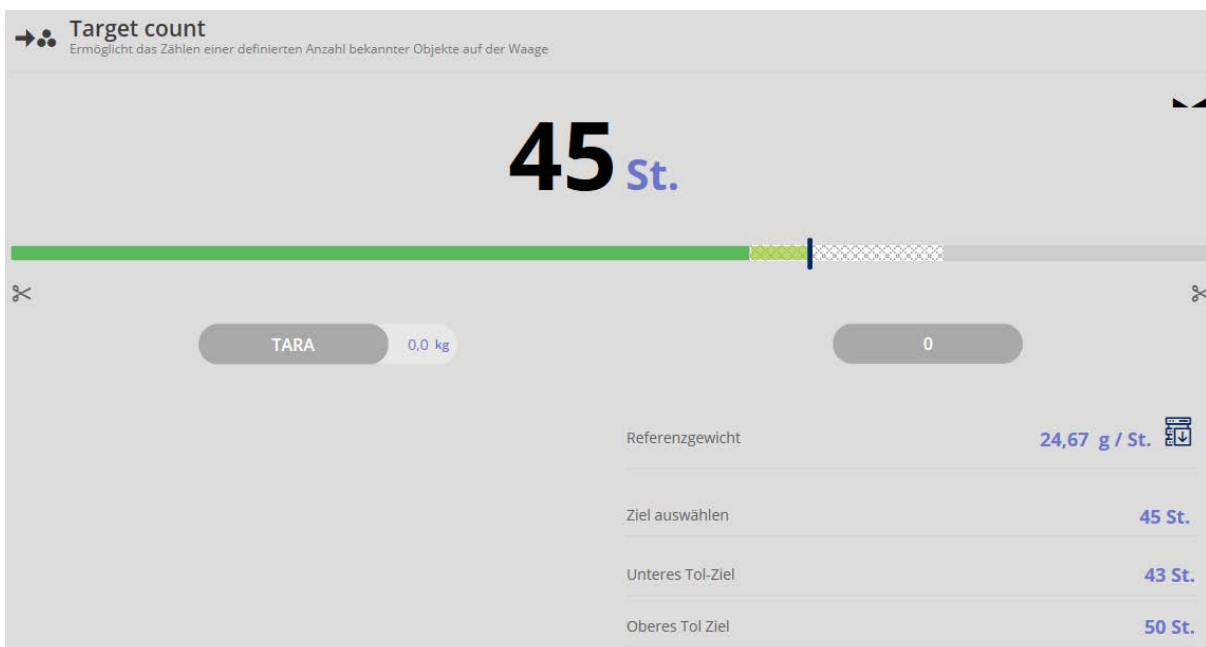 Target count
Ermöglicht das Zählen einer definierten Anzahl bekannter Objekte auf der Waage
45 St.
TARA 0,0 kg 0
Referenzgewicht 24,67 g / St.
Ziel auswählen 45 St.
Unteres Tol-Ziel 43 St.
Oberes Tol Ziel 50 St.